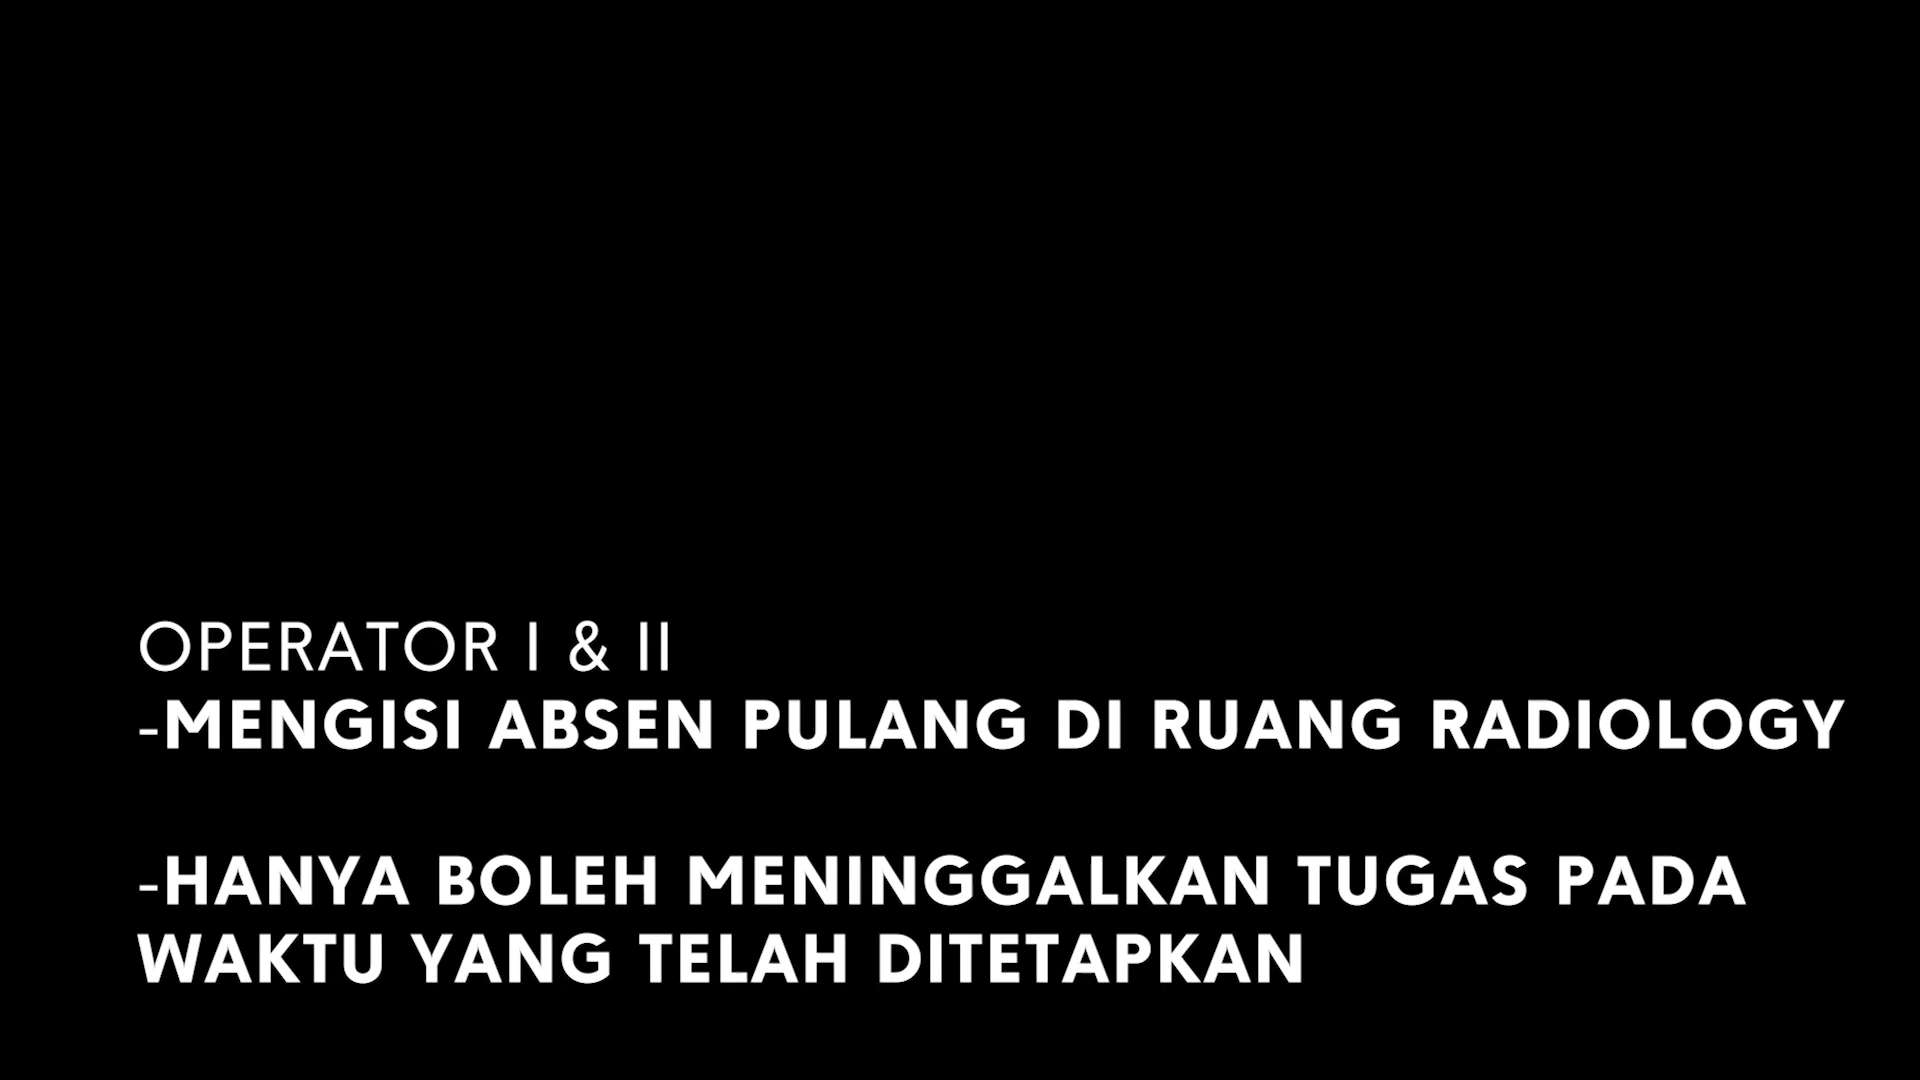 OPERATOR I & II
-MENGISI ABSEN PULANG DI RUANG RADIOLOGY
-HANYA BOLEH MENINGGALKAN TUGAS PADA
WAKTU YANG TELAH DITETAPKAN